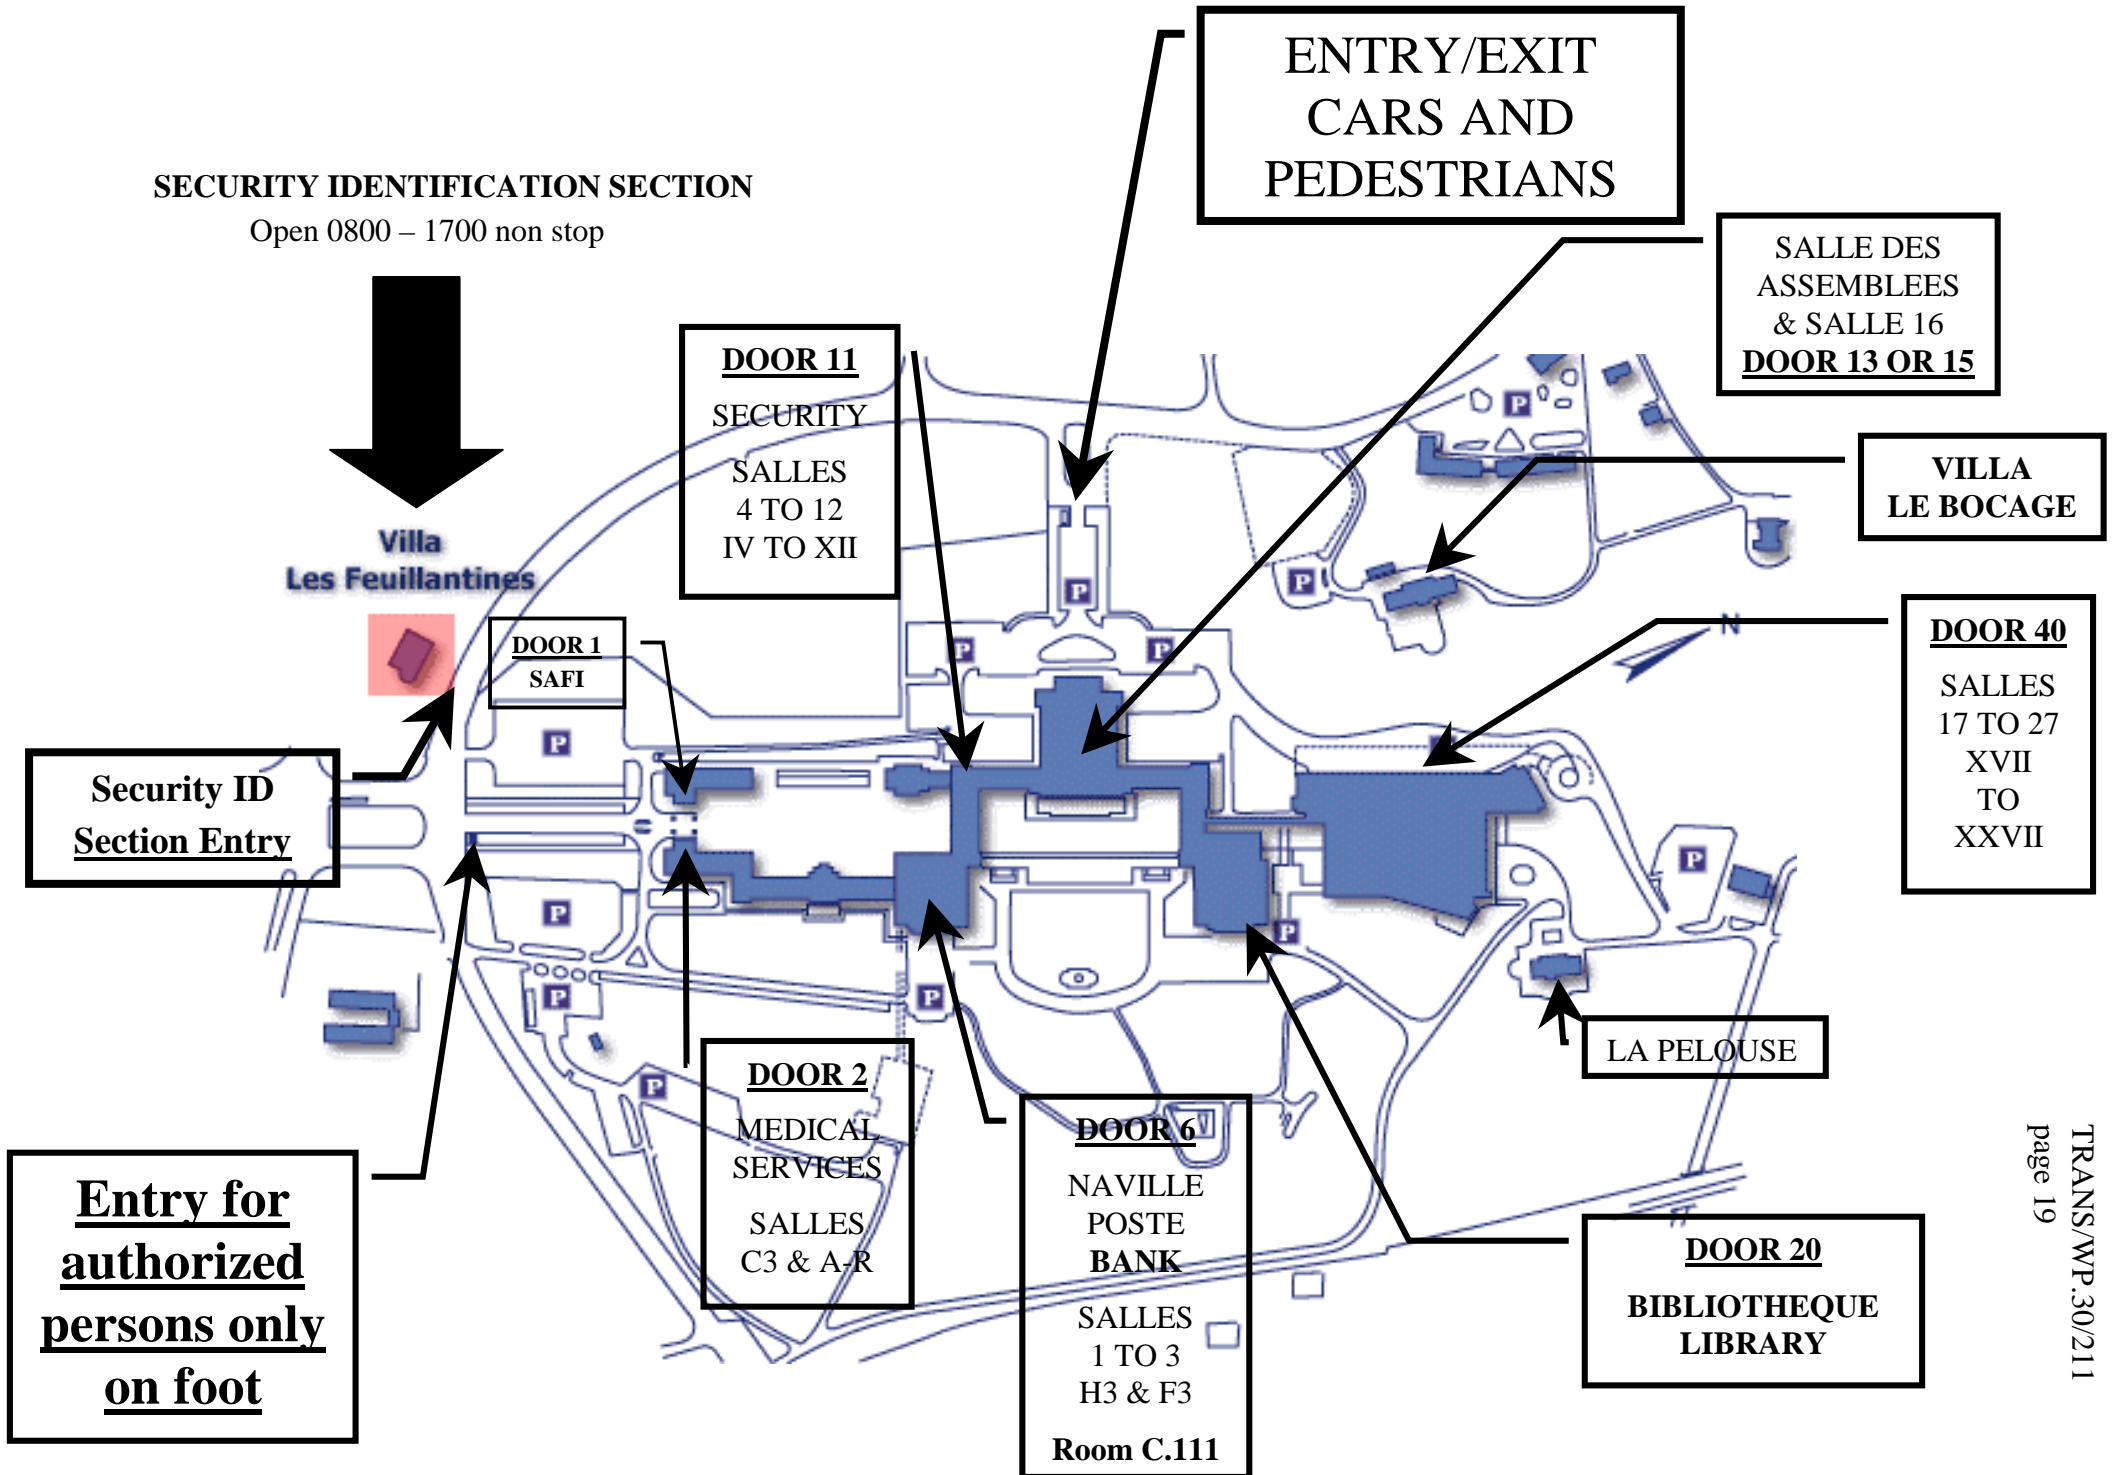 ENTRY/EXIT
CARS AND
PEDESTRIANS
SECURITY IDENTIFICATION SECTION
Open 0800 – 1700 non stop
SALLE DES
ASSEMBLEES
& SALLE 16
DOOR 13 OR 15
DOOR 11
SECURITY
SALLES
4 TO 12
IV TO XII
P
VILLA
LE BOCAGE
Villa
Les Feuillantines
P
P
DOOR 1
SAFI
P
P
N
DOOR 40
SALLES
17 TO 27
XVII
TO
XXVII
P
Security ID
Section Entry
P
P
P
P
P
LA PELOUSE
DOOR 2
MEDICAL
SERVICES
SALLES
C3 & A-R
P
DOOR 6
NAVILLE
POSTE
BANK
SALLES
1 TO 3
H3 & F3
Room C.111
Entry for
authorized
persons only
on foot
DOOR 20
BIBLIOTHEQUE
LIBRARY
TRANS/WP.30/211
page 19